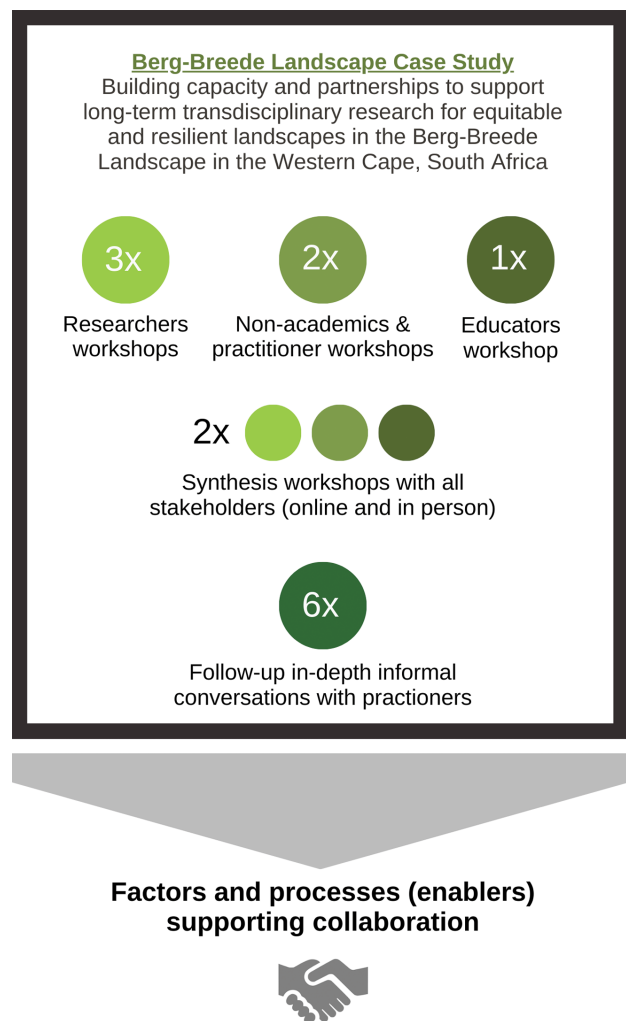 Berg-Breede Landscape Case Study
Building capacity and partnerships to support
long-term transdisciplinary research for equitable
and resilient landscapes in the Berg-Breede
Landscape in the Western Cape, South Africa
3x
2x
1x
Researchers
workshops
Non-academics &
practitioner workshops
Educators
workshop
2x
Synthesis workshops with all
stakeholders (online and in person)
6x
Follow-up in-depth informal
conversations with practioners
Factors and processes (enablers)
supporting collaboration